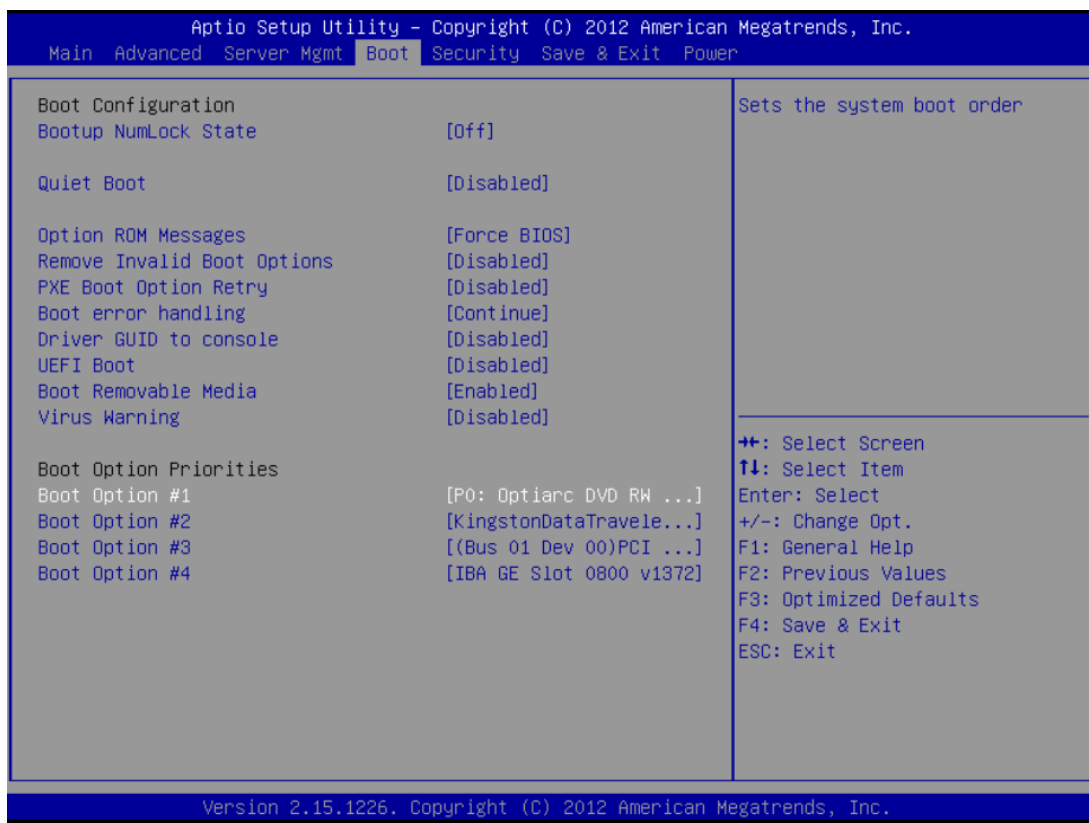 Aptio Setup Utility – Copyright (C) 2012 American Megatrends, Inc.
Main Advanced Server Mgmt Boot Security Save & Exit Power
Boot Configuration
Bootup NumLock State [Off]
Quiet Boot [Disabled]
Option ROM Messages [Force BIOS]
Remove Invalid Boot Options [Disabled]
PXE Boot Option Retry [Disabled]
Boot error handling [Continue]
Driver GUID to console [Disabled]
UEFI Boot [Disabled]
Boot Removable Media [Enabled]
Virus Warning [Disabled]
Boot Option Priorities
Boot Option #1 [P0: Optiarc DVD RW ...]
Boot Option #2 [KingstonDataTravele...]
Boot Option #3 [(Bus 01 Dev 00)PCI ...]
Boot Option #4 [IBA GE Slot 0800 v1372]
Sets the system boot order
→←: Select Screen
↑↓: Select Item
Enter: Select
+/-: Change Opt.
F1: General Help
F2: Previous Values
F3: Optimized Defaults
F4: Save & Exit
ESC: Exit
Version 2.15.1226. Copyright (C) 2012 American Megatrends, Inc.